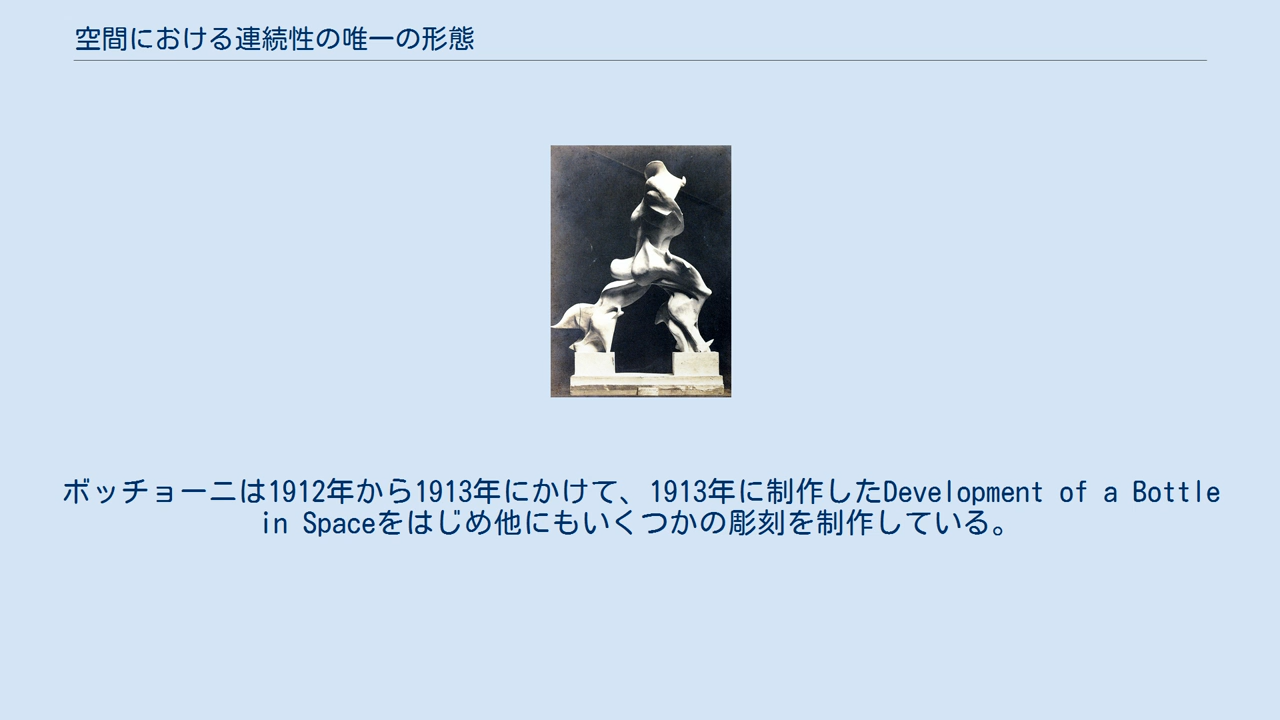 空間における連続性の唯一の形態
ボッチョーニは1912年から1913年にかけて、1913年に制作したDevelopment of a Bottle
in Spaceをはじめ他にもいくつかの彫刻を制作している。